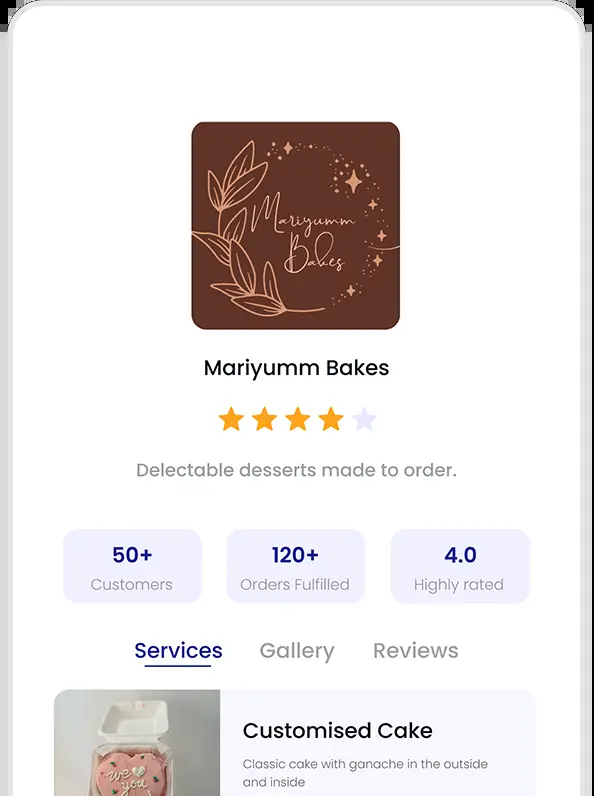 Mariyumm
Bakes
Mariyumm Bakes
Delectable desserts made to order.
50+ 120+ 4.0
Customers Orders Fulfilled Highly rated
Services Gallery Reviews
Customised Cake
Classic cake with ganache in the outside
and inside
we
you